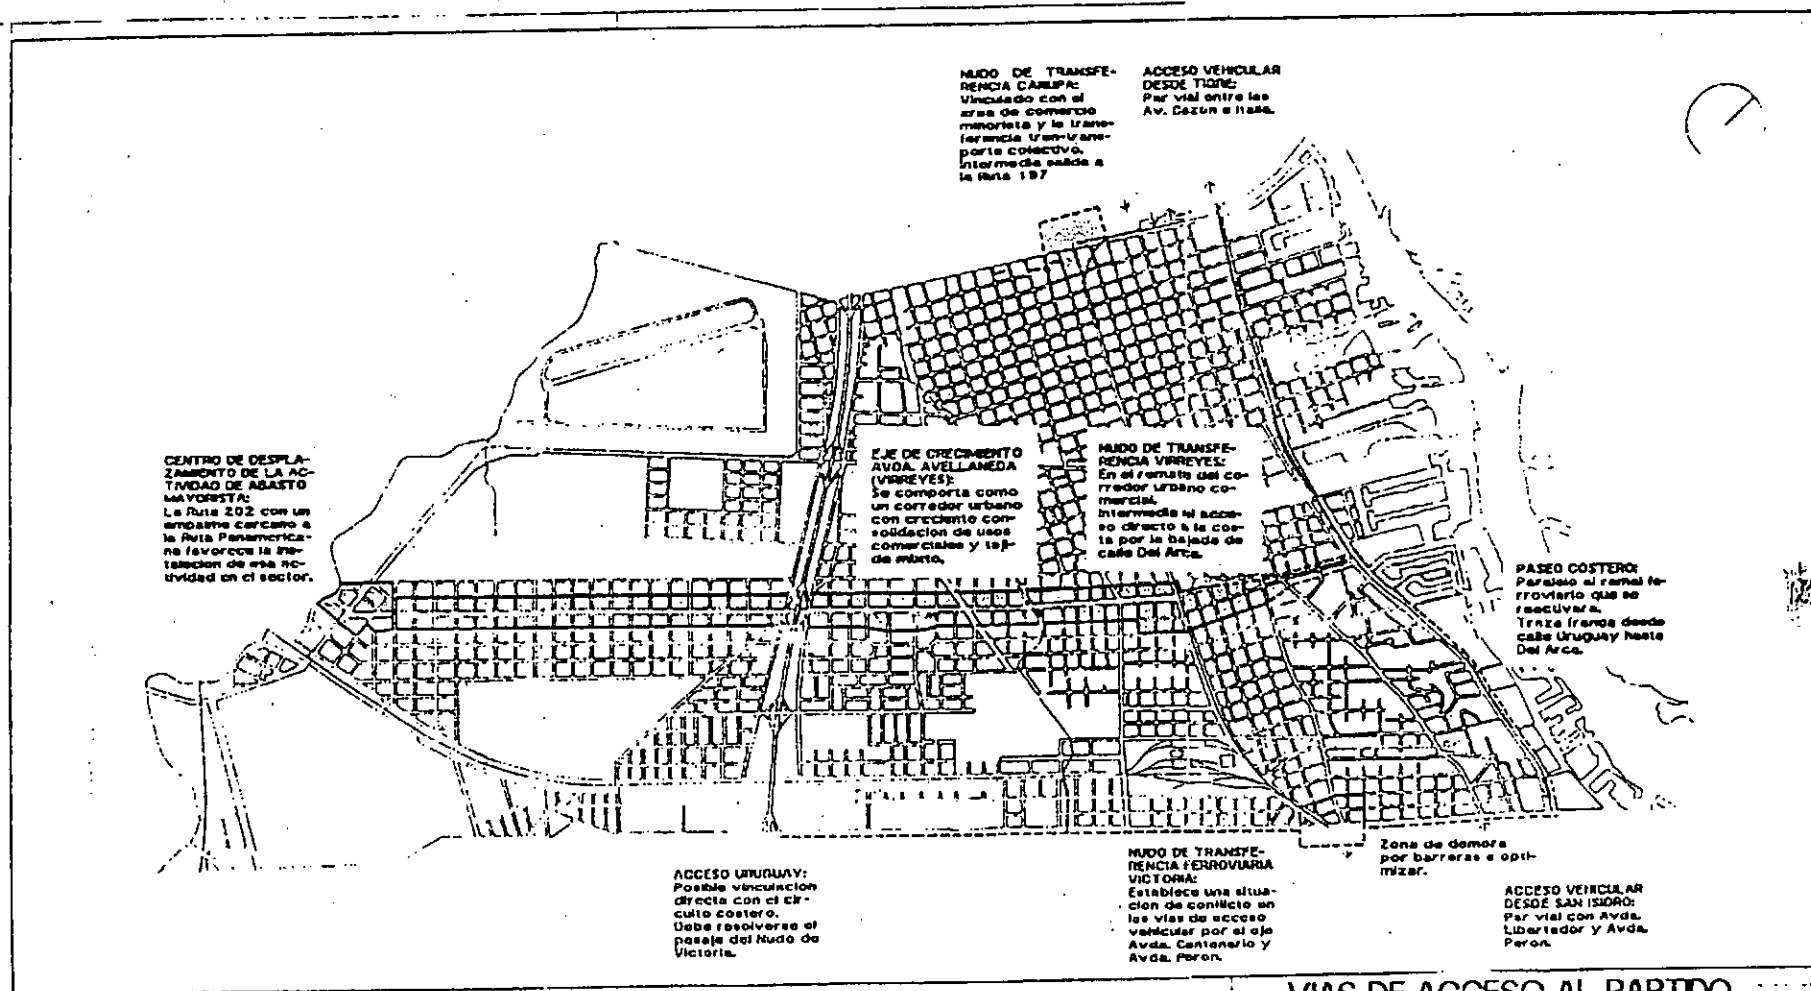 NUDO DE TRANSFE-
RENCIA CARUPA:
Vinculado con el
area de comercio
minorista y la trans-
ferencia tren-trans-
porte colectivo.
Intermedia salida a
la Ruta 197
ACCESO VEHICULAR
DESDE TIGRE:
Par vial entre las
Av. Cazon e Italia.
CENTRO DE DESPLA-
ZAMIENTO DE LA AC-
TIVIDAD DE ABASTO
MAYORISTA:
La Ruta 202 con un
empalme cercano a
la Ruta Panamerica-
na favorece la ins-
talacion de esa ac-
tividad en el sector.
EJE DE CRECIMIENTO
AVDA. AVELLANEDA
(VIRREYES):
Se comporta como
un corredor urbano
con creciente con-
solidacion de usos
comerciales y teji-
do mixto.
NUDO DE TRANSFE-
RENCIA VIRREYES:
En el remate del co-
rredor urbano co-
mercial.
Intermedia el acce-
so directo a la cos-
ta por la bajada de
calle Del Arca.
PASEO COSTERO:
Paralelo al ramal fe-
rroviario que se
reactivara.
Traza franca desde
calle Uruguay hasta
Del Arca.
ACCESO URUGUAY:
Posible vinculacion
directa con el cir-
cuito costero.
Debe resolverse el
pasaje del Nudo de
Victoria.
NUDO DE TRANSFE-
RENCIA FERROVIARIA
VICTORIA:
Establece una situa-
cion de conflicto en
las vias de acceso
vehicular por el eje
Avda. Centenario y
Avda. Peron.
Zona de demora
por barreras a opti-
mizar.
ACCESO VEHICULAR
DESDE SAN ISIDRO:
Par vial con Avda.
Libertador y Avda.
Peron.
VIAS DE ACCESO AL PARTIDO